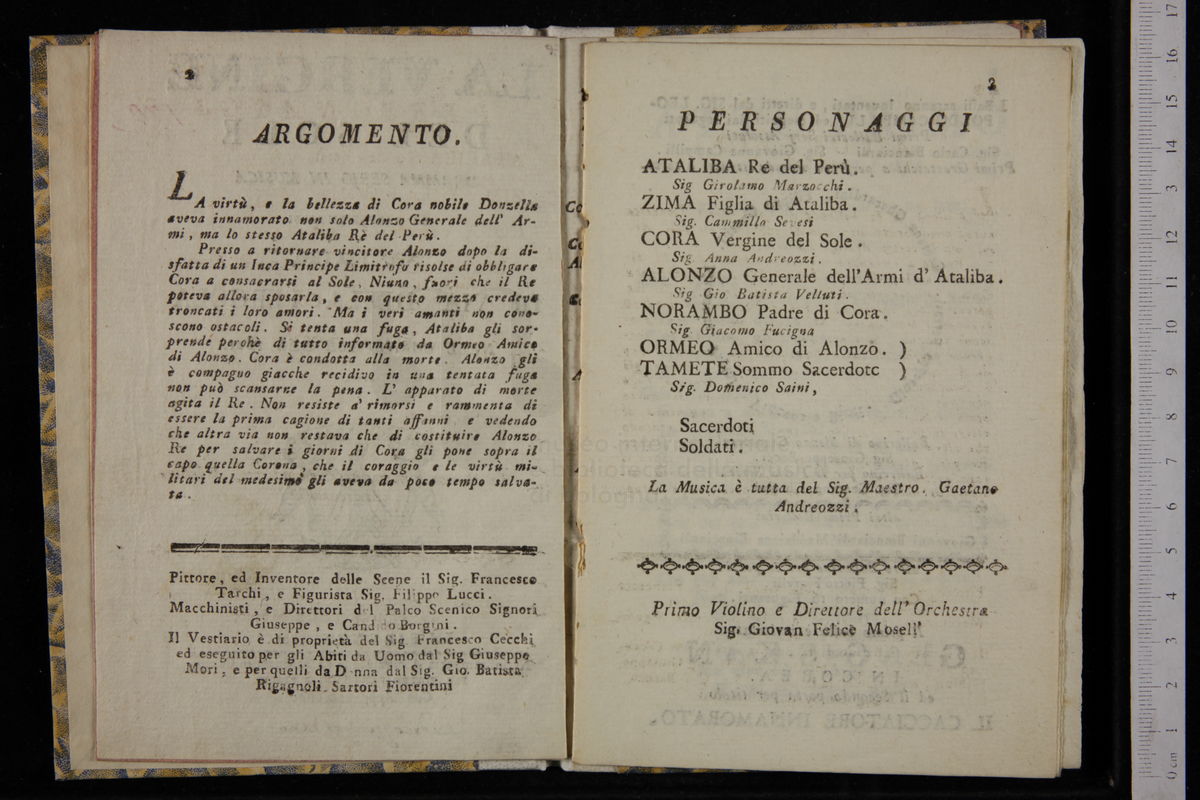 2
ARGOMENTO.
LA virtù, e la bellezza di Cora nobile Donzella
aveva innamorato non solo Alonzo Generale dell' Ar-
mi, ma lo stesso Ataliba Rè del Perù.
Presso a ritornare vincitore Alonzo dopo la di-
sfatta di un Inca Principe Limitrofo risolse di obbligare
Cora a consacrarsi al Sole. Niuno, fuori che il Re
poteva allora sposarla, e con questo mezzo credeva
troncati i loro amori. Ma i veri amanti non cono-
scono ostacoli. Si tenta una fuga, Ataliba gli sor-
prende perchè di tutto informato da Ormeo Amico
di Alonzo. Cora è condotta alla morte. Alonzo gli
è compagno giacche recidivo in una tentata fuga
non può scansarne la pena. L' apparato di morte
agita il Re. Non resiste a' rimorsi e rammenta di
essere la prima cagione di tanti affanni e vedendo
che altra via non restava che di costituire Alonzo
Re per salvare i giorni di Cora gli pone sopra il
capo quella Corona, che il coraggio e le virtù mi-
litari del medesimo gli aveva da poco tempo salva-
ta.
Pittore, ed Inventore delle Scene il Sig. Francesco
Tarchi, e Figurista Sig. Filippo Lucci.
Macchinisti, e Direttori del Palco Scenico Signori
Giuseppe, e Candido Borgini.
Il Vestiario è di proprietà del Sig. Francesco Cecchi
ed eseguito per gli Abiti da Uomo dal Sig Giuseppe
Mori, e per quelli da Donna dal Sig. Gio. Batista
Rigagnoli. Sartori Fiorentini
3
PERSONAGGI
ATALIBA Re del Perù.
Sig Girolamo Marzocchi.
ZIMA Figlia di Ataliba.
Sig. Cammilla Sevesi
CORA Vergine del Sole.
Sig. Anna Andreozzi.
ALONZO Generale dell'Armi d' Ataliba.
Sig Gio Batista Velluti.
NORAMBO Padre di Cora.
Sig. Giacomo Fucigna
ORMEO Amico di Alonzo. )
TAMETE Sommo Sacerdote )
Sig. Domenico Saini,
Sacerdoti
Soldati.
La Musica è tutta del Sig. Maestro. Gaetano
Andreozzi.
Primo Violino e Direttore dell' Orchestra
Sig. Giovan Felice Mosell'